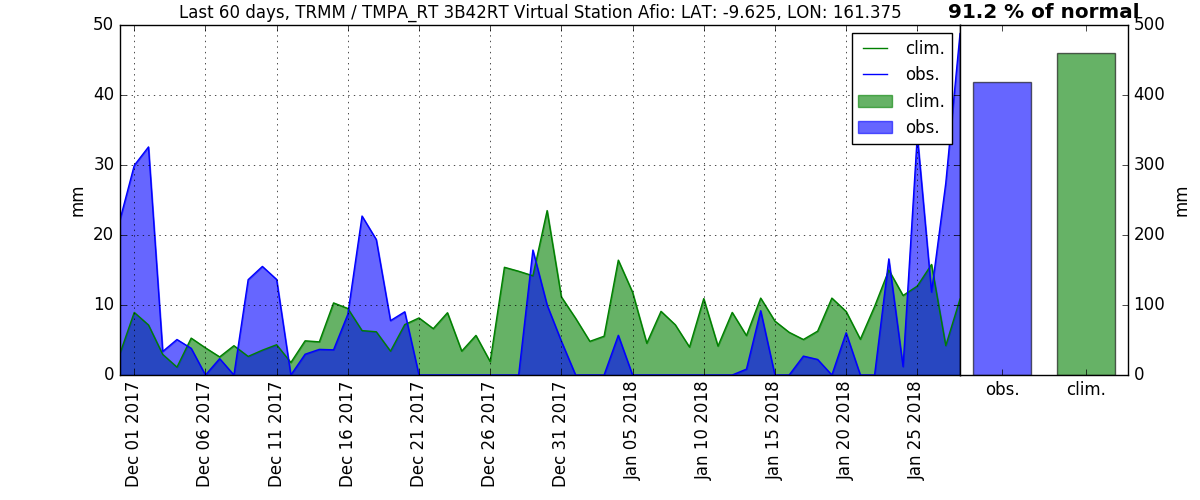 Last 60 days, TRMM / TMPA_RT 3B42RT Virtual Station Afio: LAT: -9.625, LON: 161.375
91.2 % of normal
50
40
30
20
10
0
mm
clim.
obs.
clim.
obs.
500
400
300
200
100
0
mm
Dec 01 2017
Dec 06 2017
Dec 11 2017
Dec 16 2017
Dec 21 2017
Dec 26 2017
Dec 31 2017
Jan 05 2018
Jan 10 2018
Jan 15 2018
Jan 20 2018
Jan 25 2018
obs.
clim.